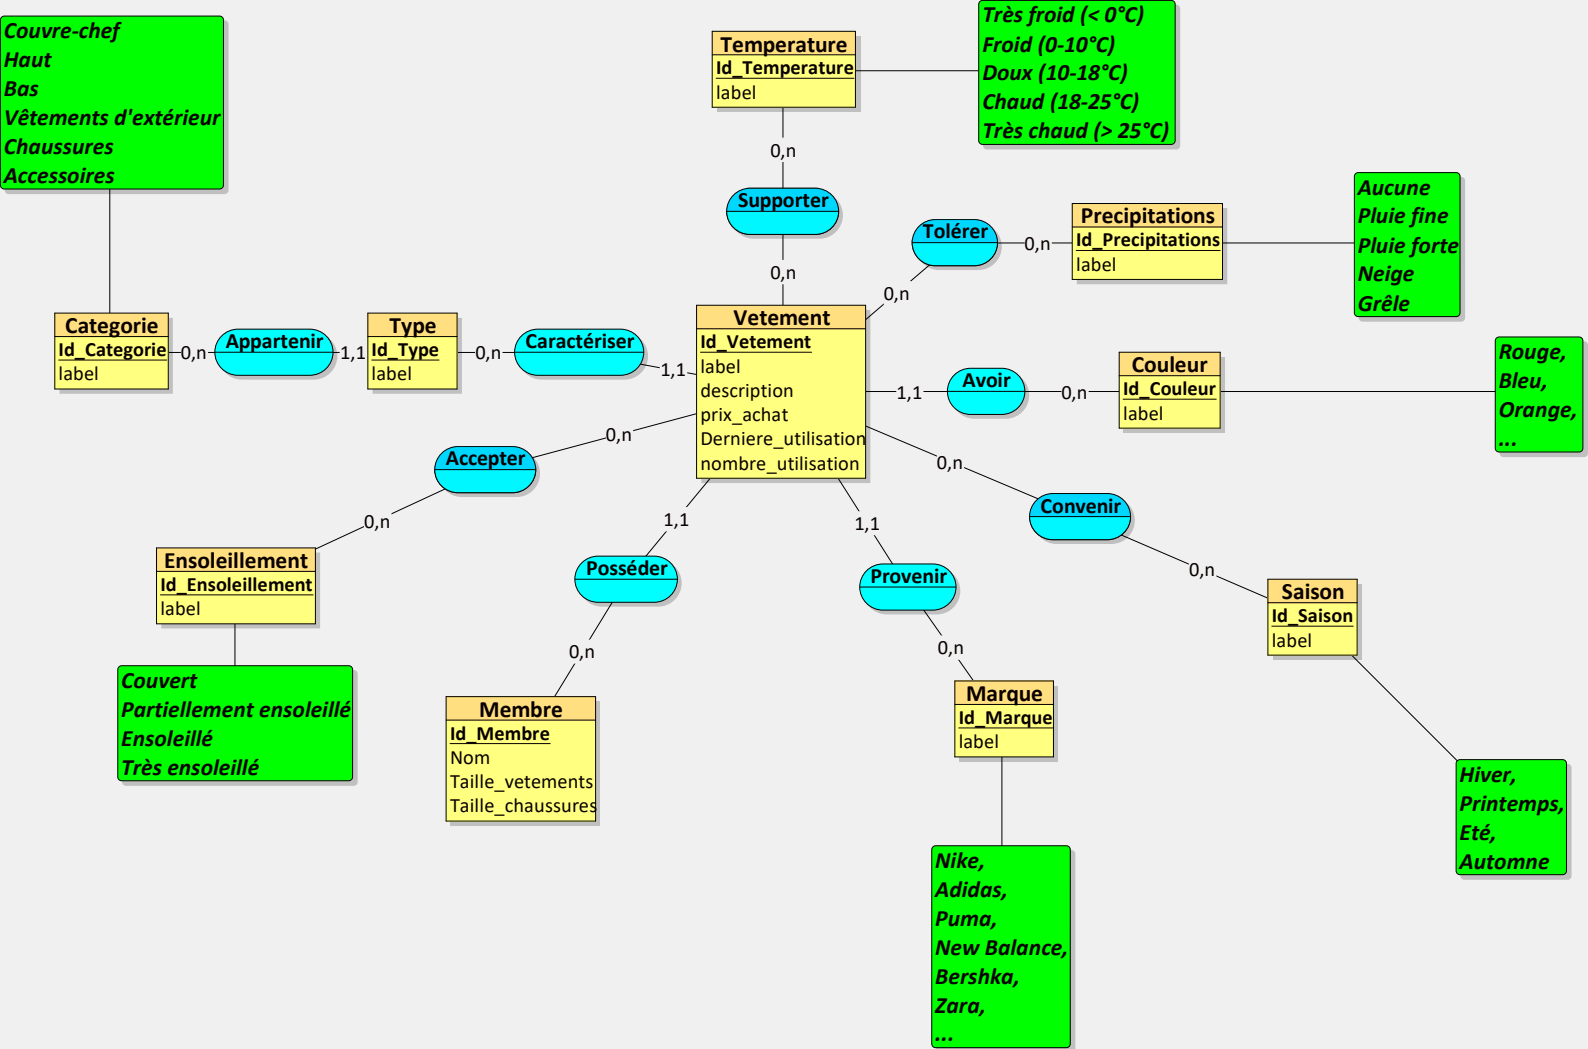 Couvre-chef
Haut
Bas
Vêtements d'extérieur
Chaussures
Accessoires
Temperature
Id_Temperature
label
Très froid (< 0°C)
Froid (0-10°C)
Doux (10-18°C)
Chaud (18-25°C)
Très chaud (> 25°C)
0,n
Supporter
0,n
Tolérer
0,n
0,n
Precipitations
Id_Precipitations
label
Aucune
Pluie fine
Pluie forte
Neige
Grêle
Categorie
Id_Categorie
label
0,n
Appartenir
1,1
Type
Id_Type
label
0,n
Caractériser
1,1
Vetement
Id_Vetement
label
description
prix_achat
Derniere_utilisation
nombre_utilisation
1,1
Avoir
0,n
Couleur
Id_Couleur
label
Rouge,
Bleu,
Orange,
...
0,n
Accepter
0,n
Ensoleillement
Id_Ensoleillement
label
Couvert
Partiellement ensoleillé
Ensoleillé
Très ensoleillé
1,1
Posséder
0,n
Membre
Id_Membre
Nom
Taille_vetements
Taille_chaussures
1,1
Provenir
0,n
Marque
Id_Marque
label
Nike,
Adidas,
Puma,
New Balance,
Bershka,
Zara,
...
0,n
Convenir
0,n
Saison
Id_Saison
label
Hiver,
Printemps,
Eté,
Automne